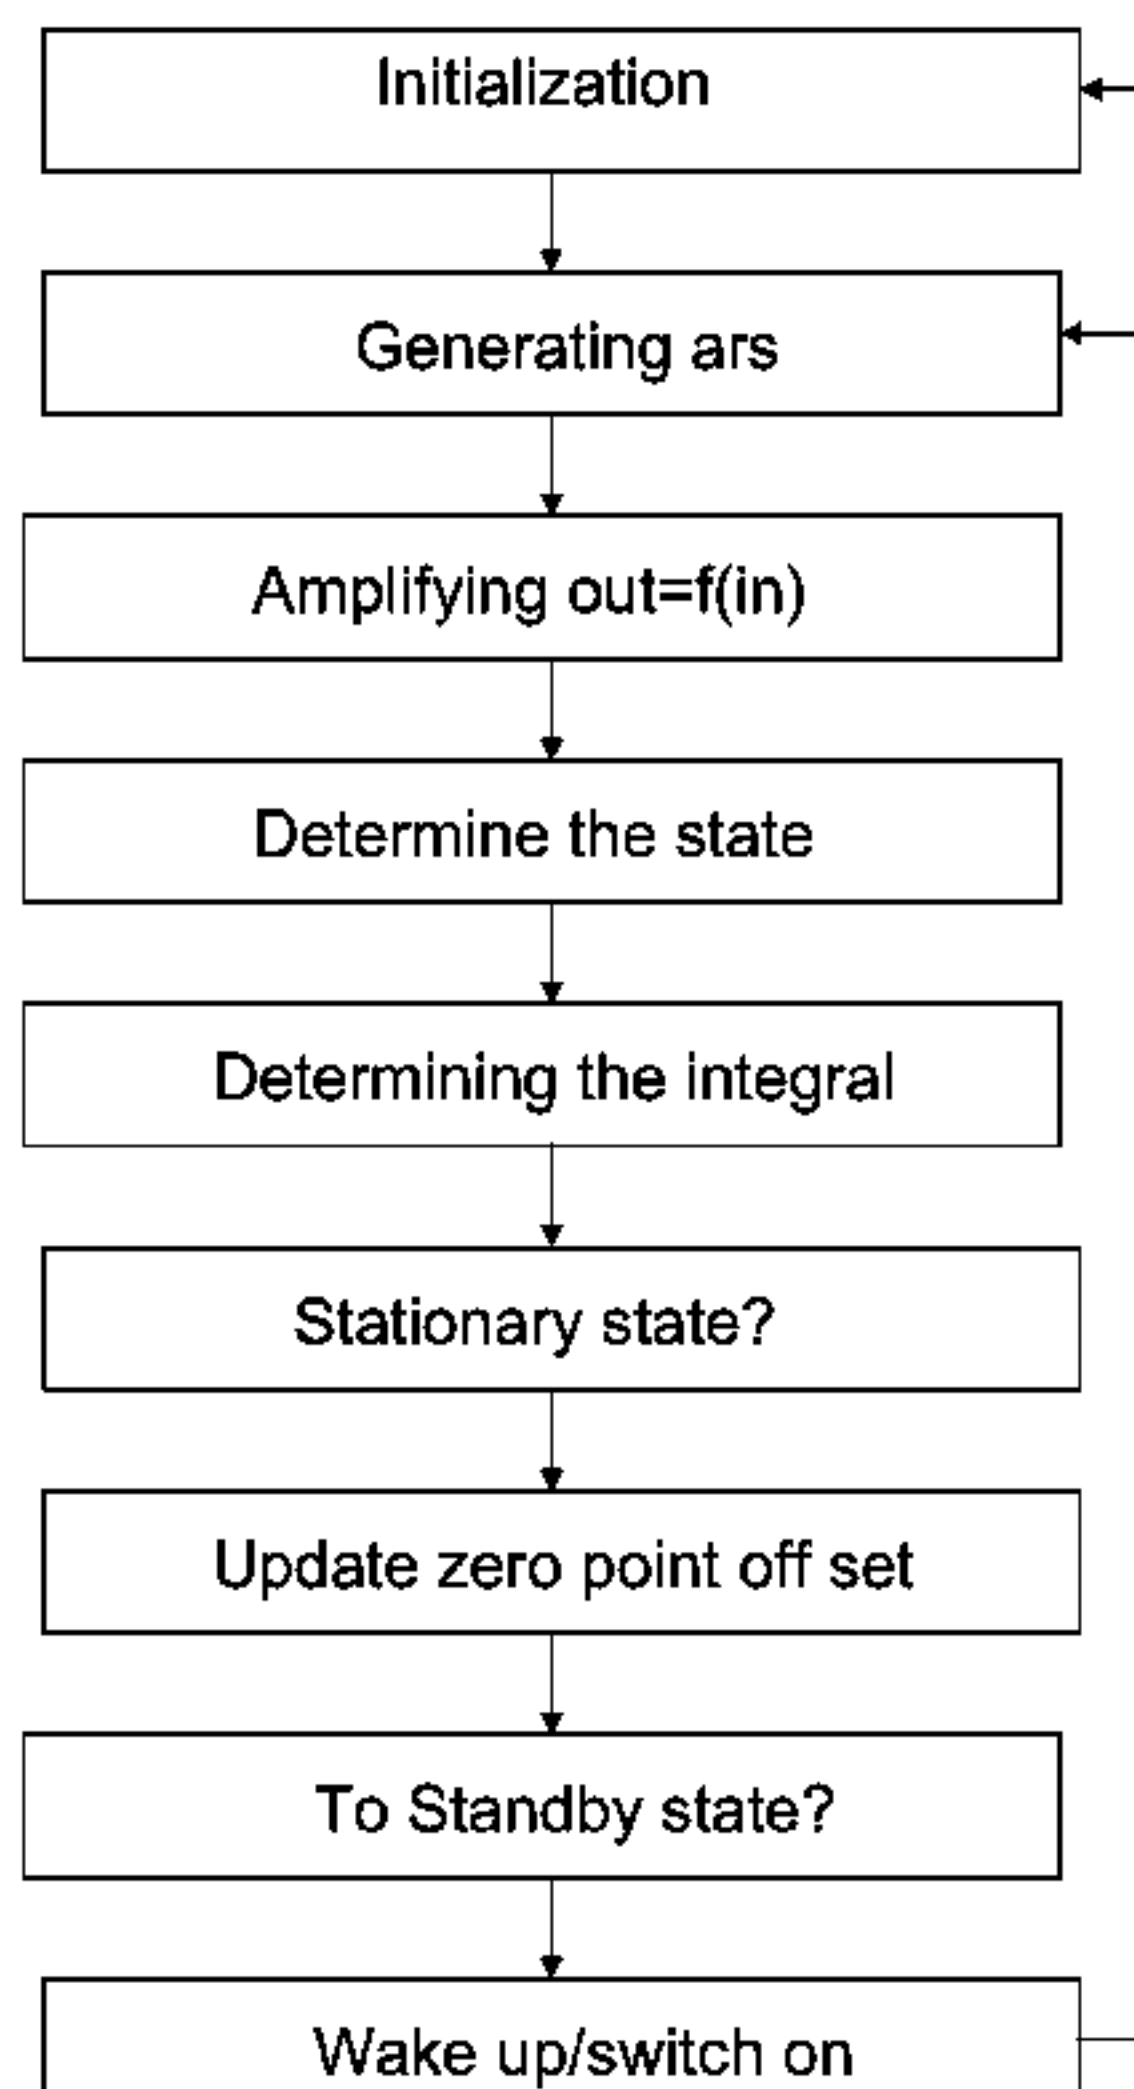 Initialization
Generating ars
Amplifying out=f(in)
Determine the state
Determining the integral
Stationary state?
Update zero point off set
To Standby state?
Wake up/switch on